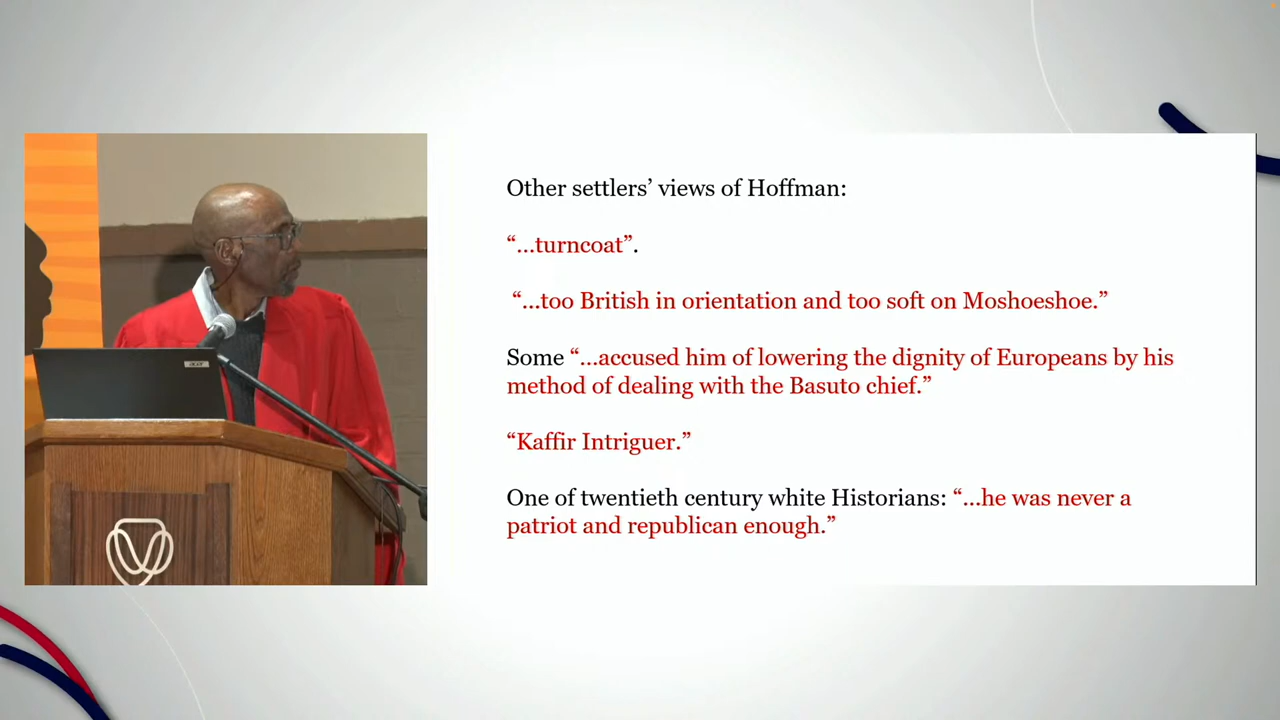 Other settlers’ views of Hoffman:
“...turncoat”.
“...too British in orientation and too soft on Moshoeshoe.”
Some “...accused him of lowering the dignity of Europeans by his
method of dealing with the Basuto chief.”
“Kaffir Intriguer.”
One of twentieth century white Historians: “...he was never a
patriot and republican enough.”